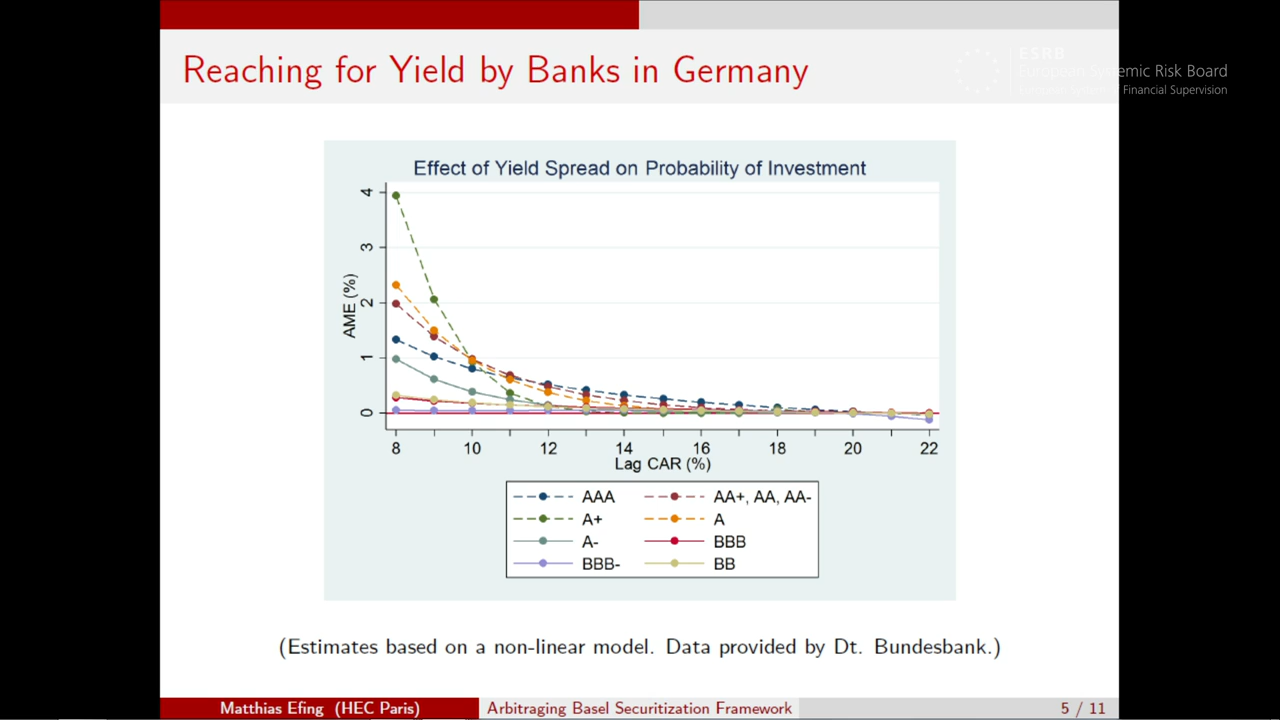 Reaching for Yield by Banks in Germany
ESRB
European Systemic Risk Board
Financial Supervision
Effect of Yield Spread on Probability of Investment
AME (%)
4
3
2
1
0
8 10 12 14 16 18 20 22
Lag CAR (%)
AAA AA+, AA, AA-
A+ A
A- BBB
BBB- BB
(Estimates based on a non-linear model. Data provided by Dt. Bundesbank.)
Matthias Efing (HEC Paris) Arbitraging Basel Securitization Framework 5 / 11